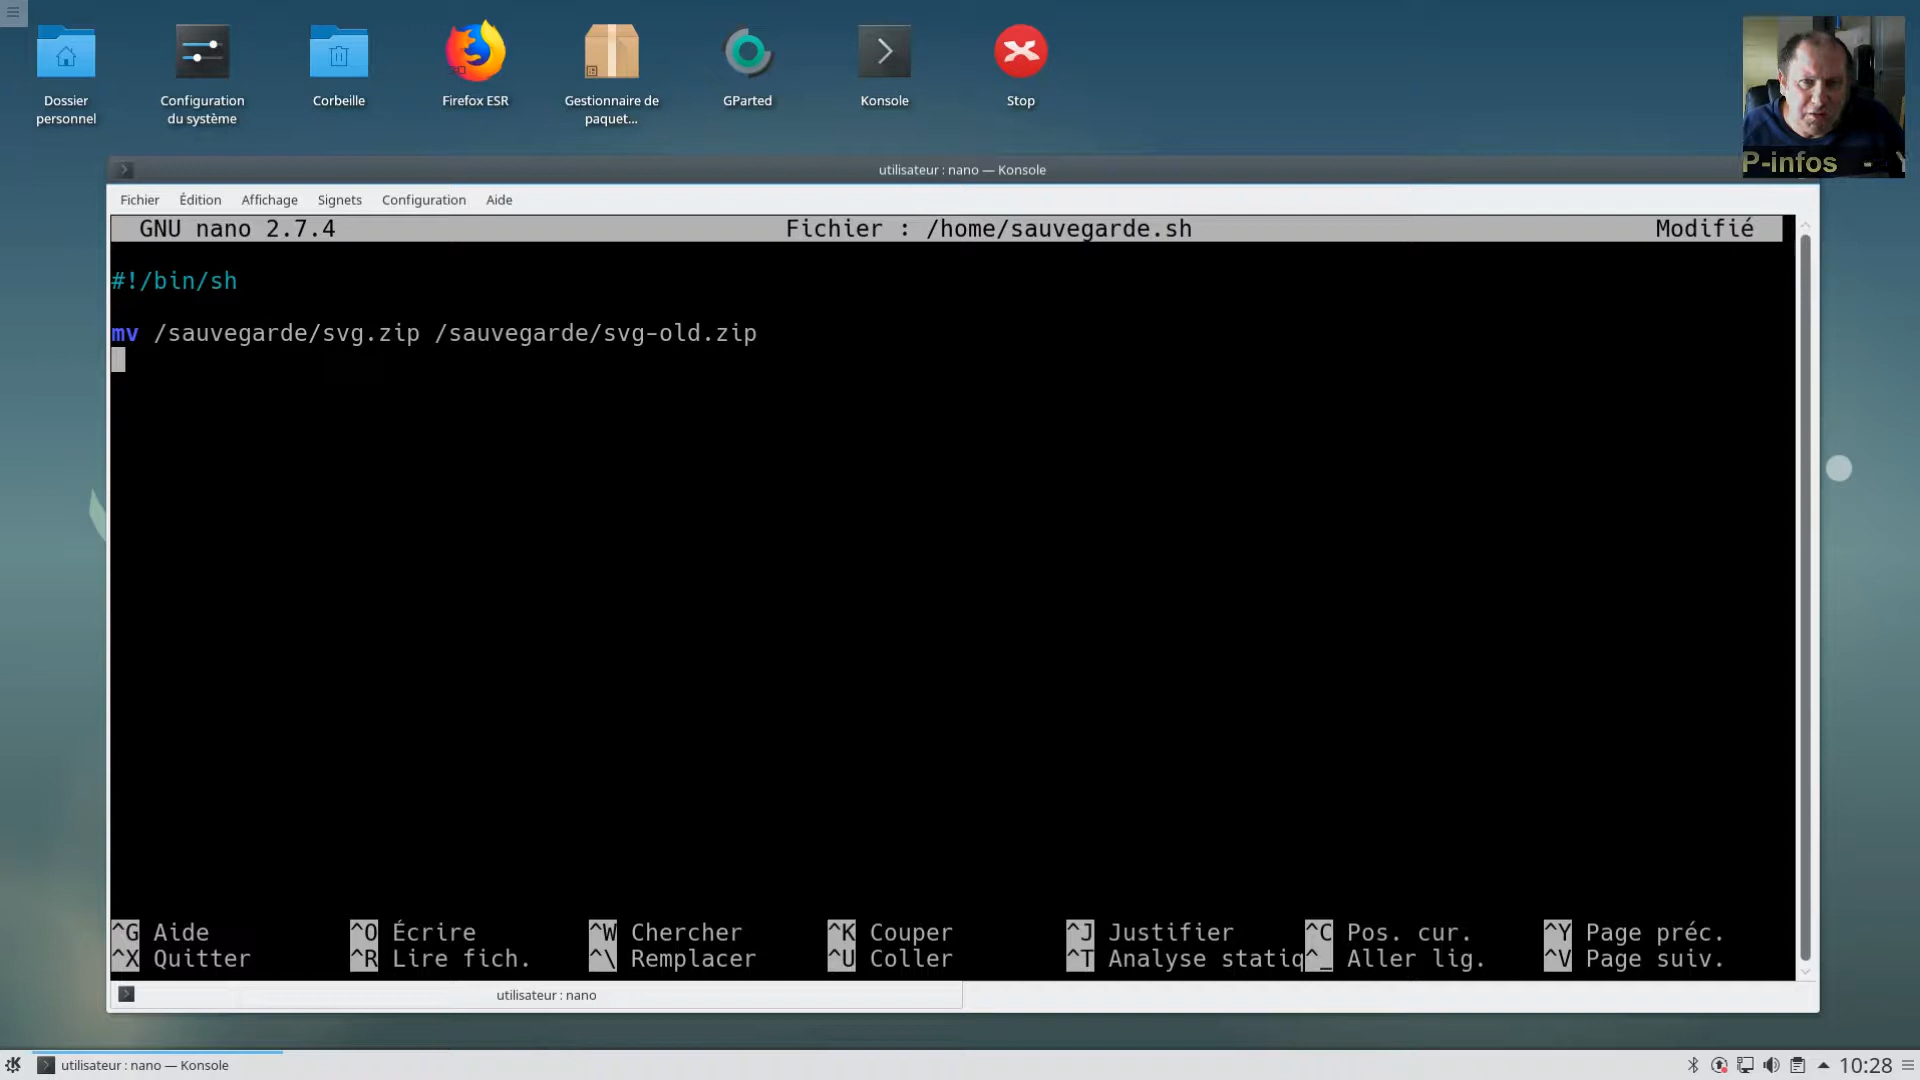 Dossier
personnel
Configuration
du système
Corbeille
Firefox ESR
Gestionnaire de
paquet...
GParted
Konsole
Stop
P-infos -
utilisateur : nano — Konsole
Fichier Édition Affichage Signets Configuration Aide
GNU nano 2.7.4 Fichier : /home/sauvegarde.sh Modifié
#!/bin/sh
mv /sauvegarde/svg.zip /sauvegarde/svg-old.zip
^G Aide ^O Écrire ^W Chercher ^K Couper ^J Justifier ^C Pos. cur. ^Y Page préc.
^X Quitter ^R Lire fich. ^\ Remplacer ^U Coller ^T Analyse statiq^_ Aller lig. ^V Page suiv.
utilisateur : nano
utilisateur : nano — Konsole
10:28